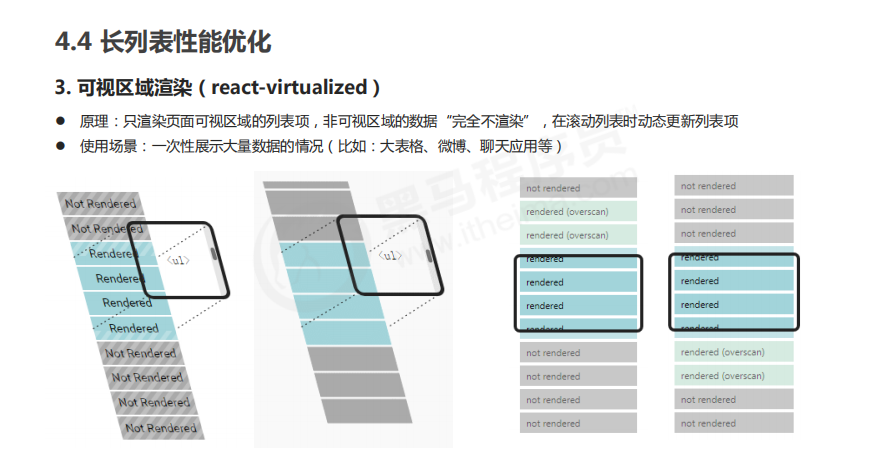 4.4 长列表性能优化
3. 可视区域渲染（react-virtualized）
● 原理：只渲染页面可视区域的列表项，非可视区域的数据“完全不渲染”，在滚动列表时动态更新列表项
● 使用场景：一次性展示大量数据的情况（比如：大表格、微博、聊天应用等）
Not Rendered
Not Rendered
Rendered
Rendered
Rendered
Rendered
Not Rendered
Not Rendered
Not Rendered
Not Rendered
<ul>
<ul>
not rendered
rendered (overscan)
rendered (overscan)
rendered
rendered
rendered
rendered
not rendered
not rendered
not rendered
not rendered
not rendered
not rendered
not rendered
rendered
rendered
rendered
rendered
rendered (overscan)
rendered (overscan)
not rendered
not rendered
黑马程序员
www.itheima.com